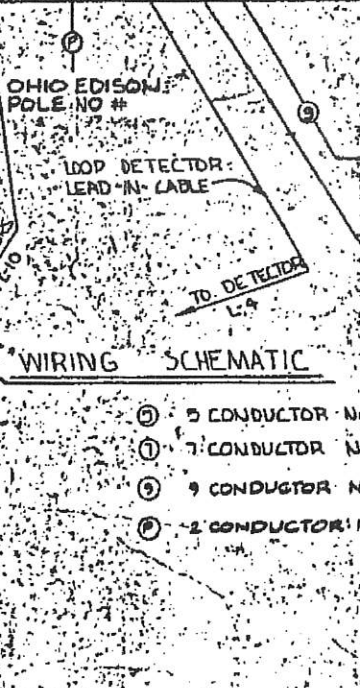 P
OHIO EDISON
POLE NO #
9
LOOP DETECTOR
LEAD-IN-CABLE
TO DETECTOR
L-4
WIRING SCHEMATIC
5 5 CONDUCTOR
7 7 CONDUCTOR
9 9 CONDUCTOR
P 2 CONDUCTOR